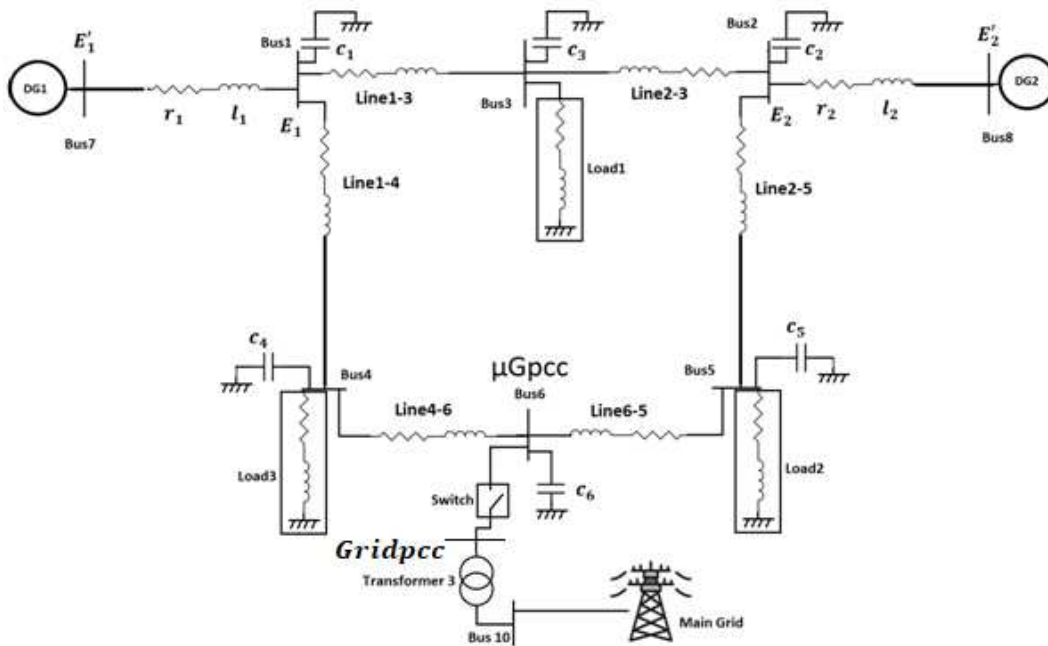 E′₁
Bus1
c₁
c₃
Bus2
c₂
E′₂
DG1
DG2
r₁
l₁
Line1-3
Bus3
Line2-3
E₁
E₂
r₂
l₂
Bus7
Bus8
Load1
Line1-4
Line2-5
c₄
c₅
Bus4
μGpcc
Bus5
Bus6
Line4-6
Line6-5
Load3
Load2
Switch
c₆
Gridpcc
Transformer 3
Bus 10
Main Grid